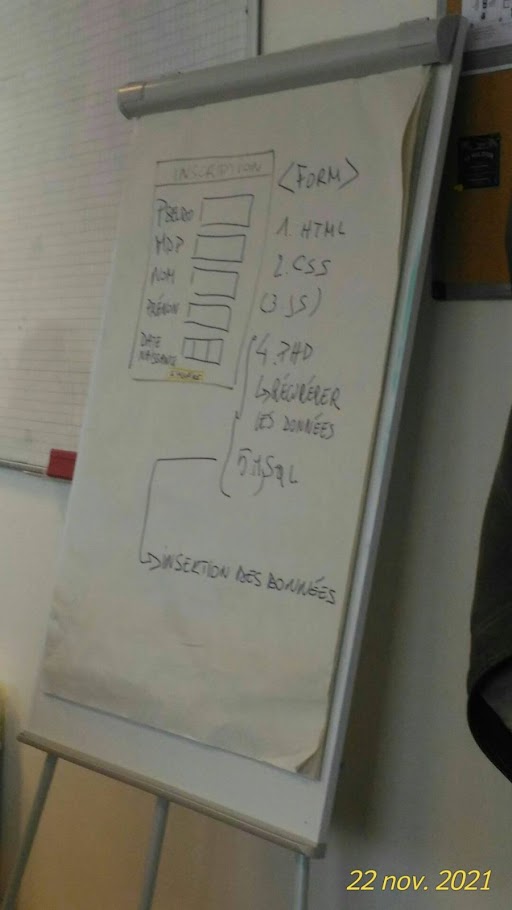 INSCRIPTION
<FORM>
PSEUDO
MDP
NOM
PRÉNOM
DATE
NAISSANCE
1. HTML
2. CSS
(3. JS)
4. PHP
↳ RÉCUPÉRER
LES DONNÉES
5. MySQL
↳ INSERTION DES DONNÉES
22 nov. 2021